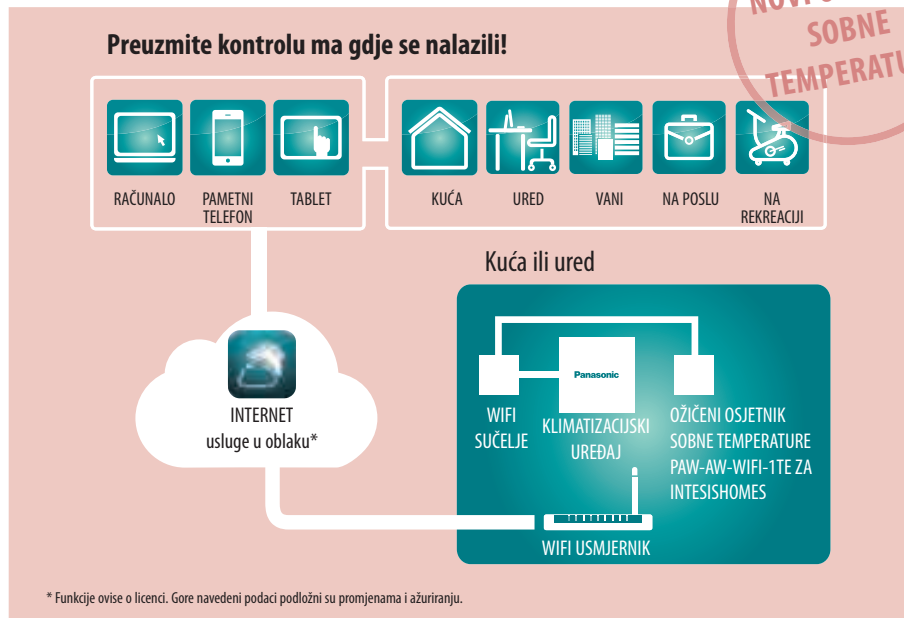 Preuzmite kontrolu ma gdje se nalazili!
SOBNE
RAČUNALO
PAMETNI
TELEFON
TABLET
KUĆA
URED
VANI
NA POSLU
NA
REKREACIJI
Kuća ili ured
INTERNET
usluge u oblaku*
Panasonic
WIFI
SUČELJE
KLIMATIZACIJSKI
UREĐAJ
OŽIČENI OSJETNIK
SOBNE TEMPERATURE
PAW-AW-WIFI-1TE ZA
INTESISHOMES
WIFI USMJERNIK
* Funkcije ovise o licenci. Gore navedeni podaci podložni su promjenama i ažuriranju.